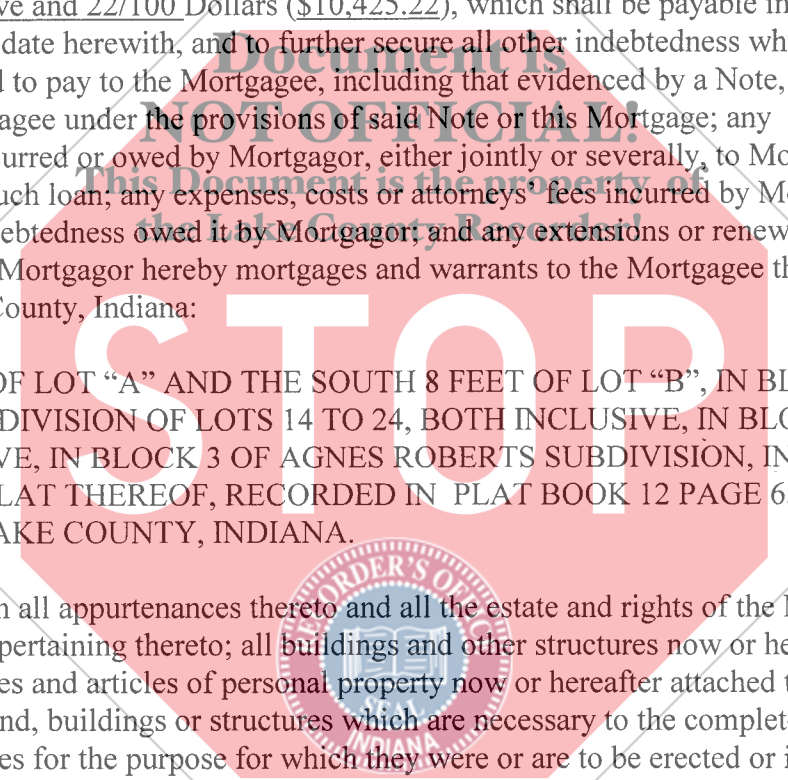 ve and 22/100 Dollars ($10,425.22), which shall be payable in
date herewith, and to further secure all other indebtedness wh
d to pay to the Mortgagee, including that evidenced by a Note,
agee under the provisions of said Note or this Mortgage; any
urred or owed by Mortgagor, either jointly or severally, to Mo
uch loan; any expenses, costs or attorneys’ fees incurred by Mo
ebtedness owed it by Mortgagor; and any extensions or renew
Mortgagor hereby mortgages and warrants to the Mortgagee th
County, Indiana:
OF LOT “A” AND THE SOUTH 8 FEET OF LOT “B”, IN BL
DIVISION OF LOTS 14 TO 24, BOTH INCLUSIVE, IN BLO
VE, IN BLOCK 3 OF AGNES ROBERTS SUBDIVISION, IN
LAT THEREOF, RECORDED IN PLAT BOOK 12 PAGE 6
AKE COUNTY, INDIANA.
n all appurtenances thereto and all the estate and rights of the
pertaining thereto; all buildings and other structures now or he
es and articles of personal property now or hereafter attached t
nd, buildings or structures which are necessary to the complet
es for the purpose for which they were or are to be erected or i
Document is
NOT OFFICIAL!
This Document is the property of
the Lake County Recorder!
STOP
RECORDER'S OFFICE
SEAL
INDIANA